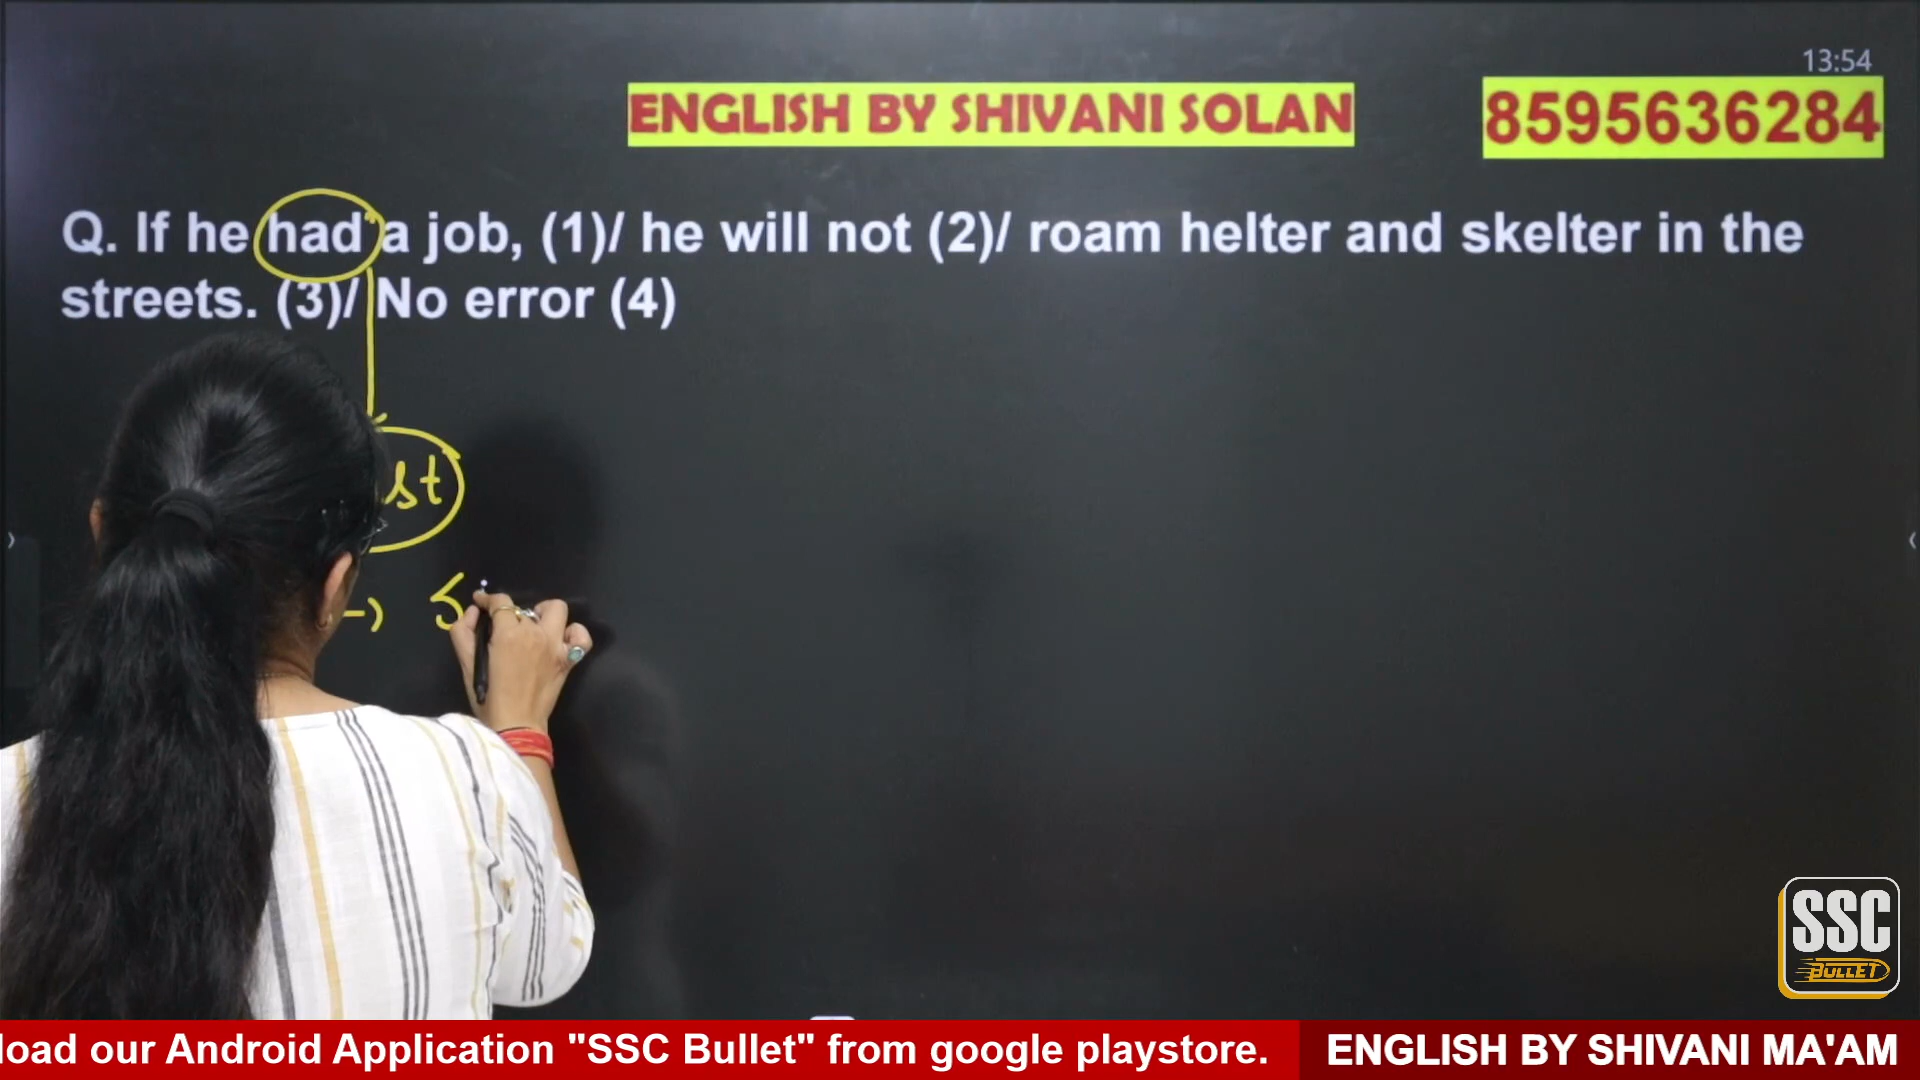 13:54
ENGLISH BY SHIVANI SOLAN
8595636284
Q. If he had a job, (1)/ he will not (2)/ roam helter and skelter in the
streets. (3)/ No error (4)
st
→ S
SSC
BULLET
load our Android Application "SSC Bullet" from google playstore.
ENGLISH BY SHIVANI MA'AM